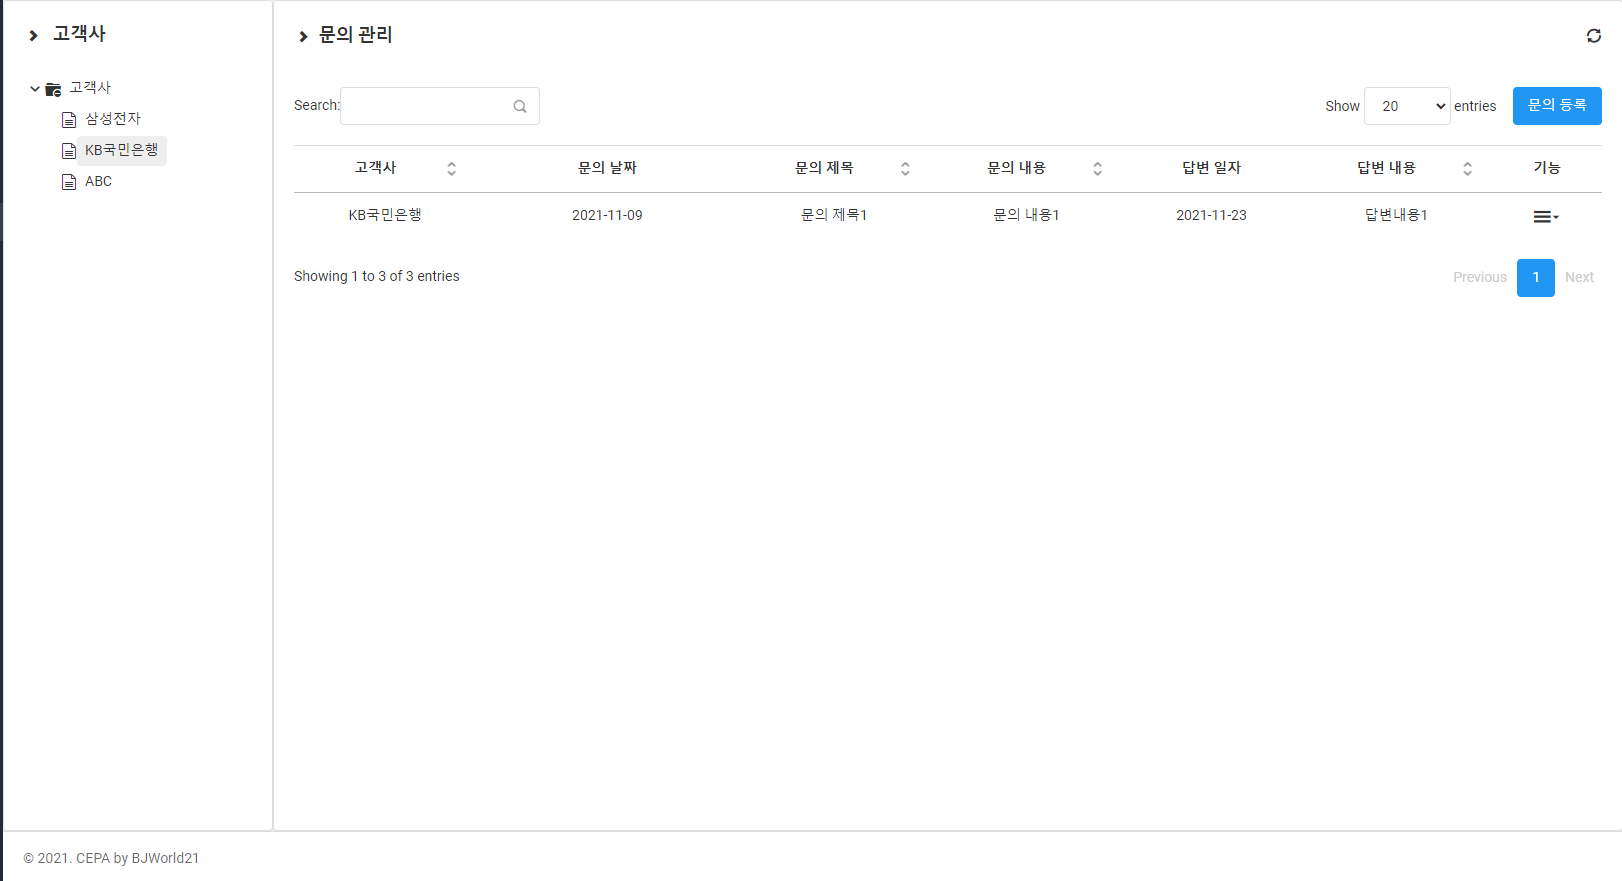 고객사
고객사
삼성전자
KB국민은행
ABC
문의 관리
Search:
Show 20 entries 문의 등록
고객사 문의 날짜 문의 제목 문의 내용 답변 일자 답변 내용 기능
KB국민은행 2021-11-09 문의 제목1 문의 내용1 2021-11-23 답변내용1
Showing 1 to 3 of 3 entries Previous 1 Next
© 2021. CEPA by BJWorld21